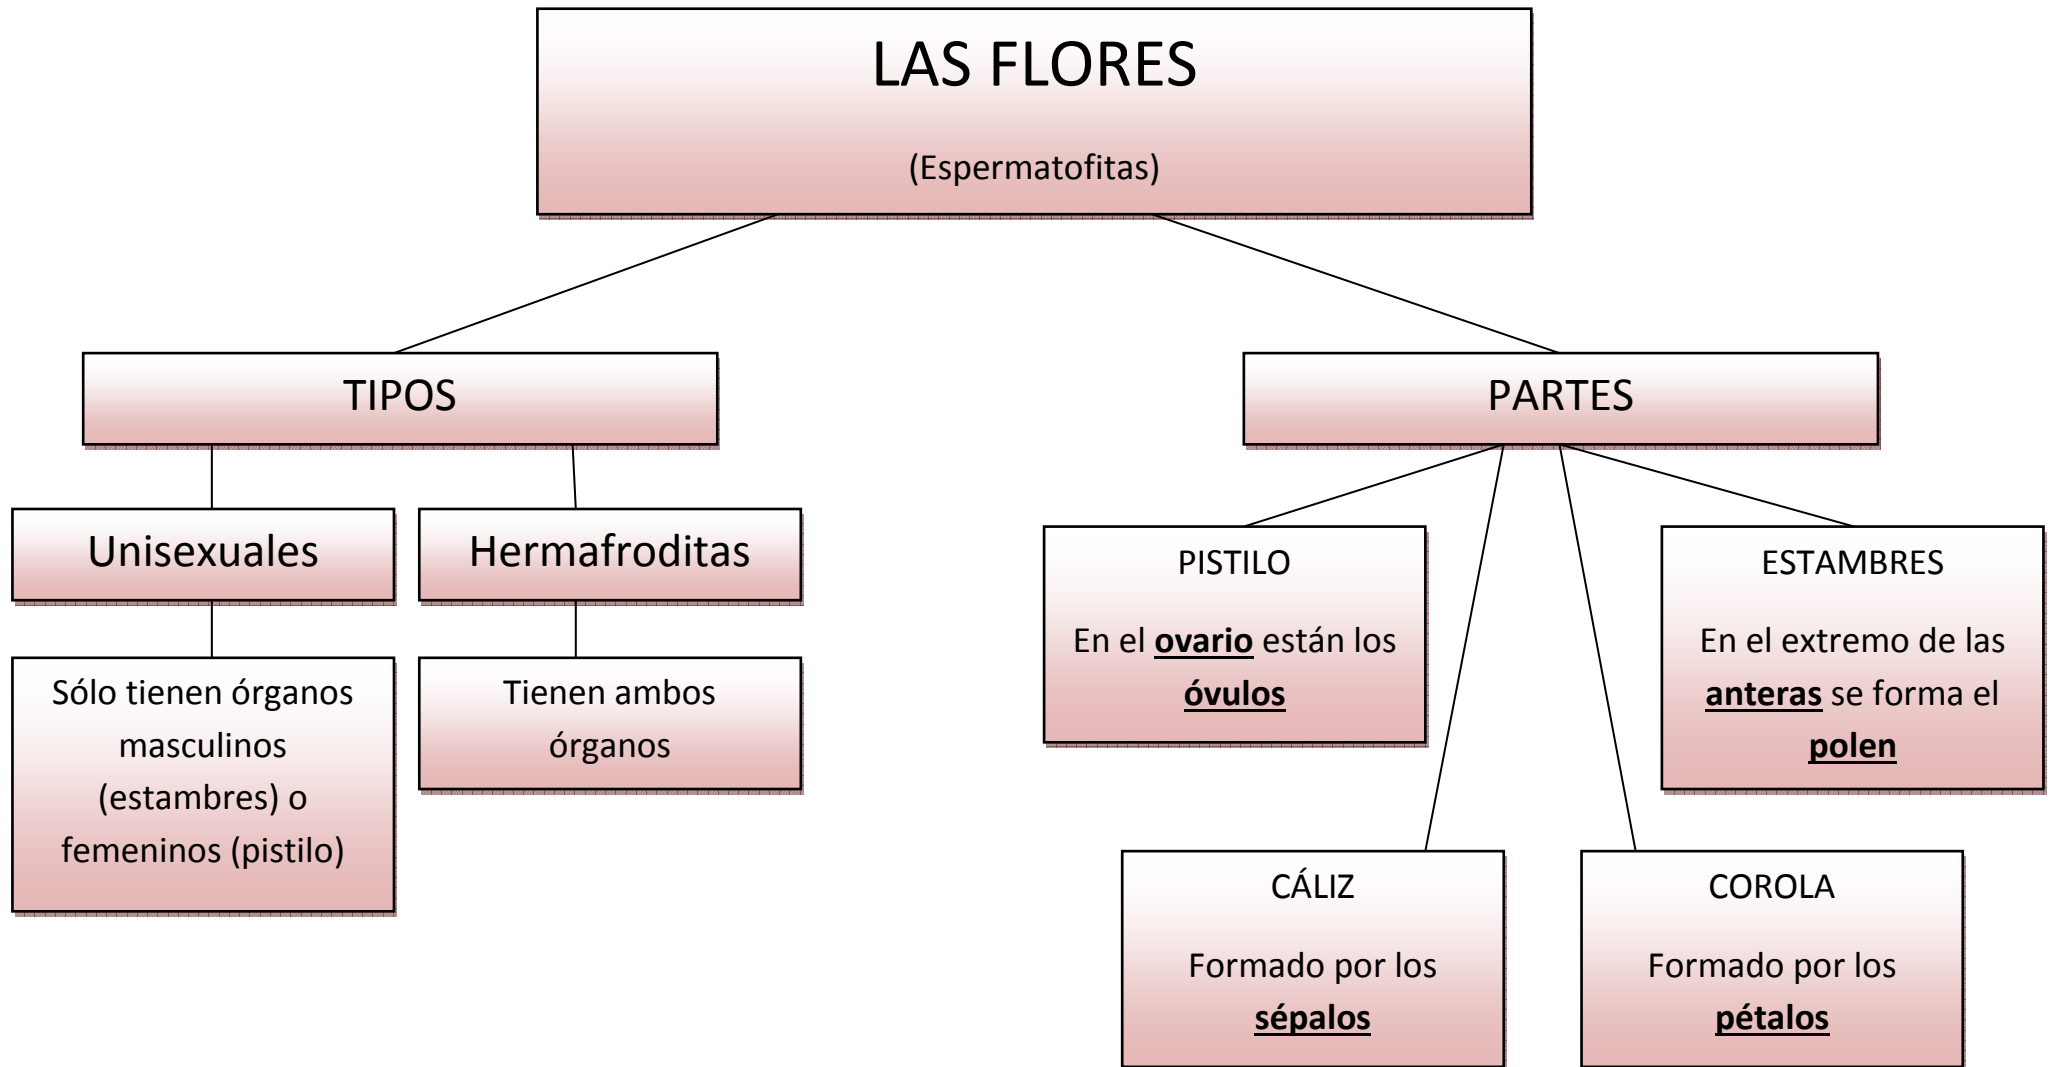 LAS FLORES
(Espermatofitas)
TIPOS
PARTES
Unisexuales
Hermafroditas
Sólo tienen órganos
masculinos
(estambres) o
femeninos (pistilo)
Tienen ambos
órganos
PISTILO
En el ovario están los
óvulos
ESTAMBRES
En el extremo de las
anteras se forma el
polen
CÁLIZ
Formado por los
sépalos
COROLA
Formado por los
pétalos